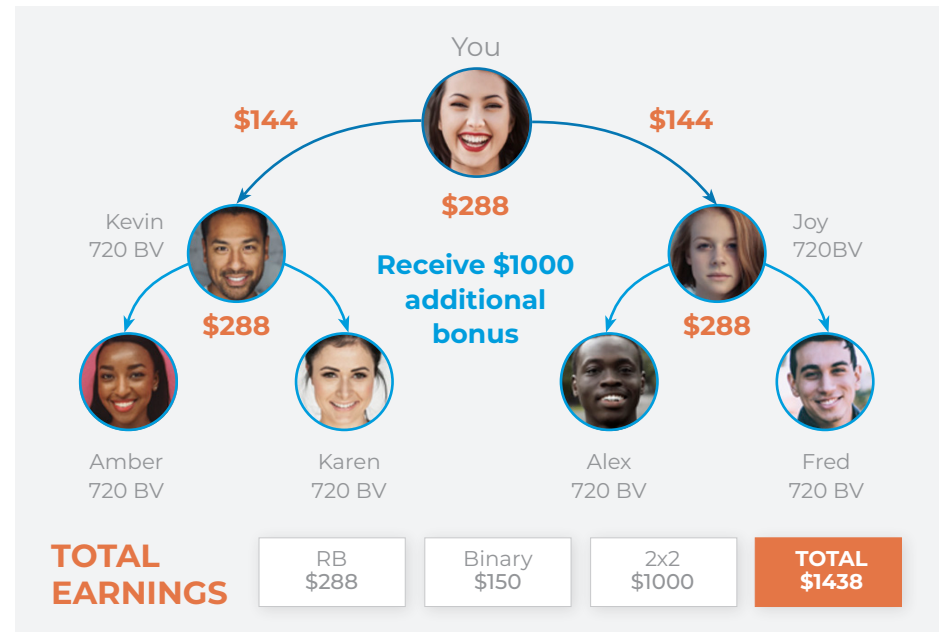 You
$144
$144
$288
Kevin
720 BV
Joy
720BV
Receive $1000
additional
bonus
$288
$288
Amber
720 BV
Karen
720 BV
Alex
720 BV
Fred
720 BV
TOTAL
EARNINGS
RB
$288
Binary
$150
2x2
$1000
TOTAL
$1438